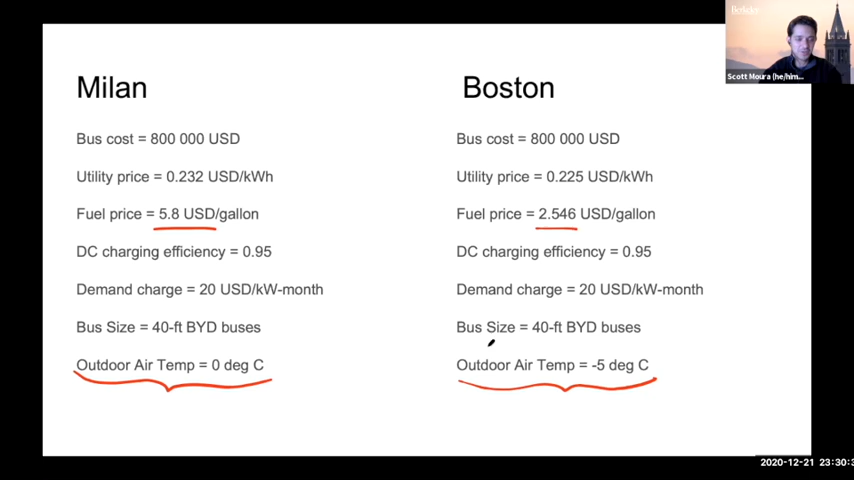 Milan
Bus cost = 800 000 USD
Utility price = 0.232 USD/kWh
Fuel price = 5.8 USD/gallon
DC charging efficiency = 0.95
Demand charge = 20 USD/kW-month
Bus Size = 40-ft BYD buses
Outdoor Air Temp = 0 deg C
Boston
Bus cost = 800 000 USD
Utility price = 0.225 USD/kWh
Fuel price = 2.546 USD/gallon
DC charging efficiency = 0.95
Demand charge = 20 USD/kW-month
Bus Size = 40-ft BYD buses
Outdoor Air Temp = -5 deg C
Scott Moura (he/him...
2020-12-21 23:30:3